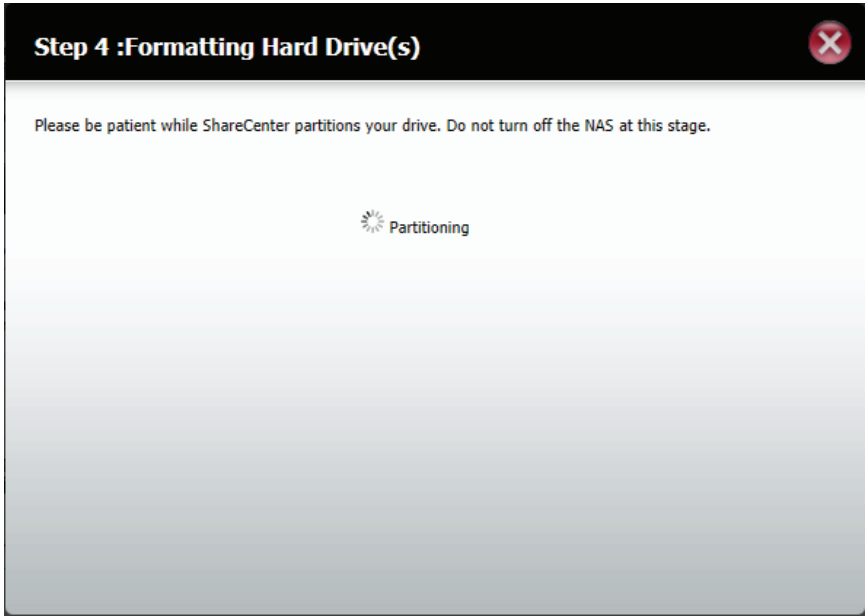 Step 4 :Formatting Hard Drive(s)
Please be patient while ShareCenter partitions your drive. Do not turn off the NAS at this stage.
Partitioning